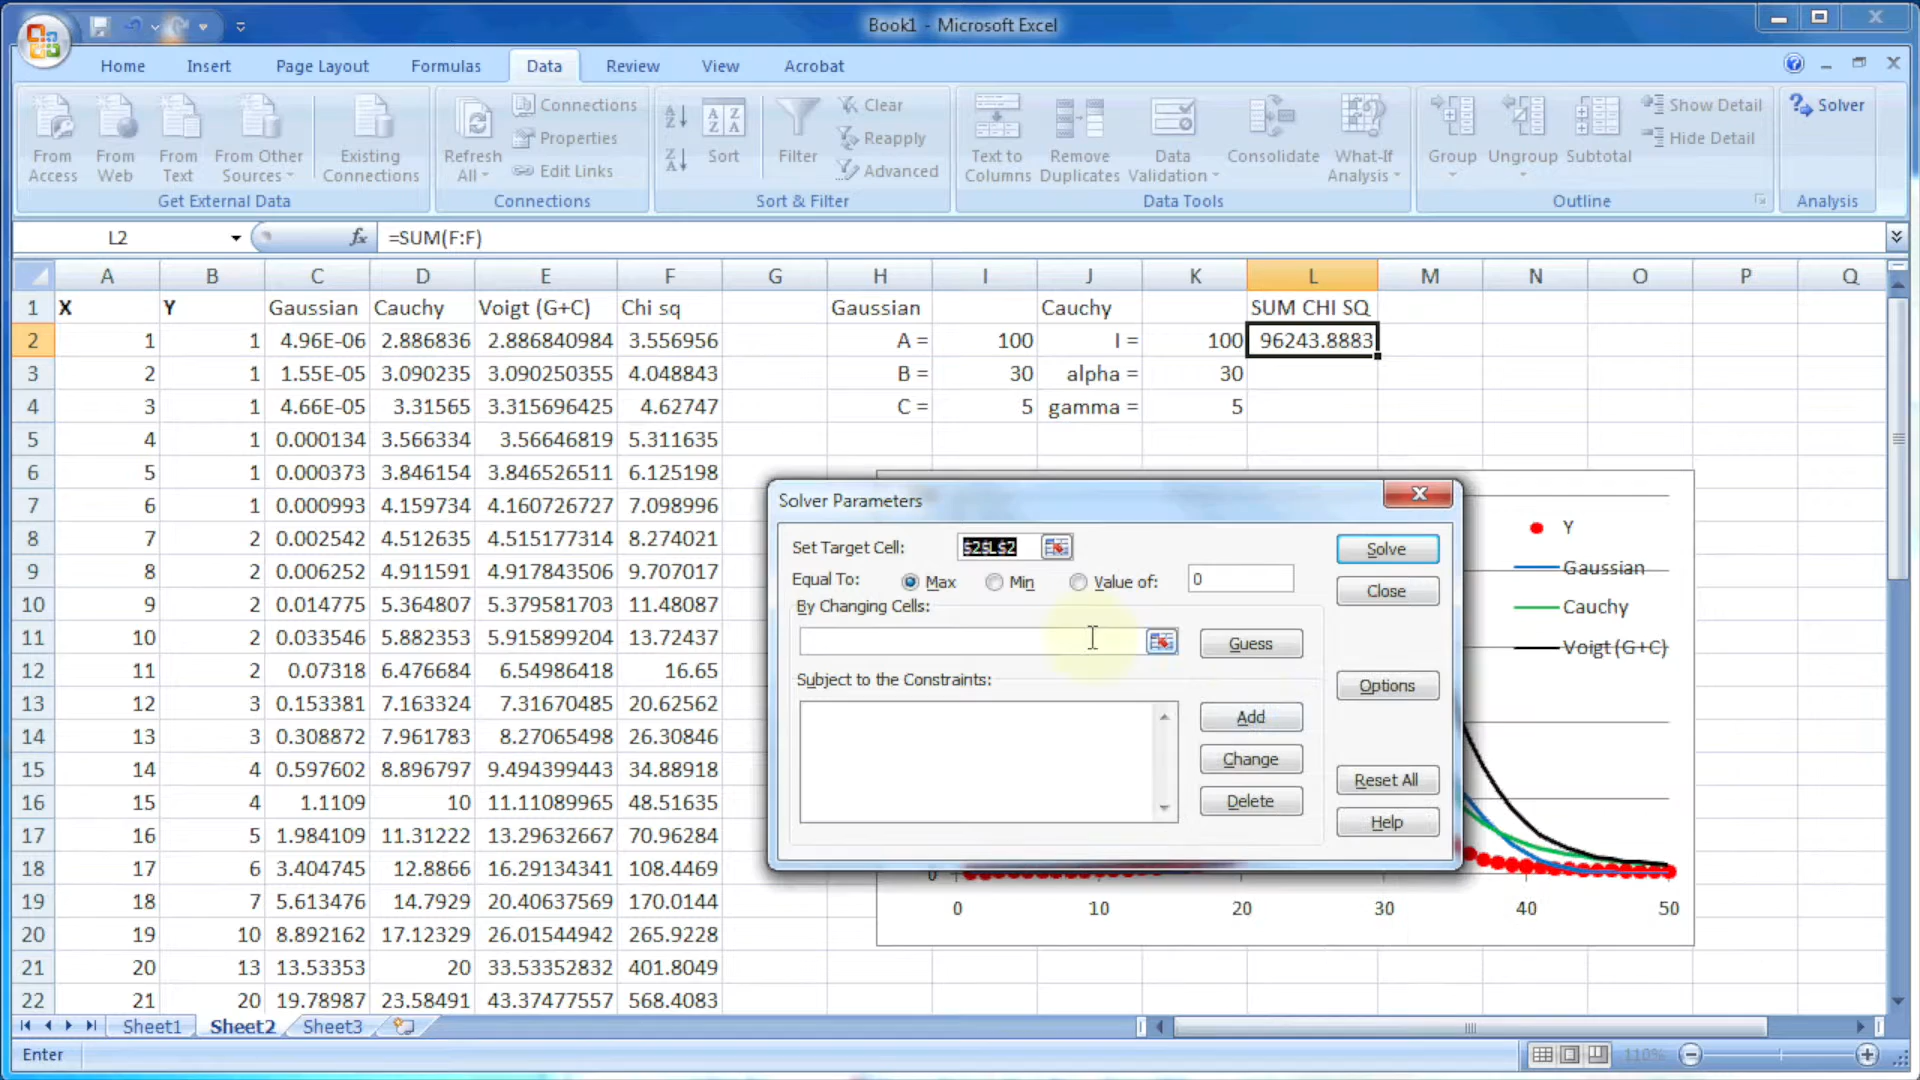 Book1 - Microsoft Excel
Home Insert Page Layout Formulas Data Review View Acrobat
From Access From Web From Text From Other Sources Existing Connections Refresh All Connections Properties Edit Links Sort Filter Clear Reapply Advanced Text to Columns Remove Duplicates Data Validation Consolidate What-If Analysis Group Ungroup Subtotal Show Detail Hide Detail Solver
Get External Data Connections Sort & Filter Data Tools Outline Analysis
L2 fx =SUM(F:F)
A B C D E F G H I J K L M N O P Q
1 X Y Gaussian Cauchy Voigt (G+C) Chi sq Gaussian Cauchy SUM CHI SQ
2 1 1 4.96E-06 2.886836 2.886840984 3.556956 A = 100 I = 100 96243.8883
3 2 1 1.55E-05 3.090235 3.090250355 4.048843 B = 30 alpha = 30
4 3 1 4.66E-05 3.31565 3.315696425 4.62747 C = 5 gamma = 5
5 4 1 0.000134 3.566334 3.56646819 5.311635
6 5 1 0.000373 3.846154 3.846526511 6.125198
7 6 1 0.000993 4.159734 4.160726727 7.098996
8 7 2 0.002542 4.512635 4.515177314 8.274021
9 8 2 0.006252 4.911591 4.917843506 9.707017
10 9 2 0.014775 5.364807 5.379581703 11.48087
11 10 2 0.033546 5.882353 5.915899204 13.72437
12 11 2 0.07318 6.476684 6.54986418 16.65
13 12 3 0.153381 7.163324 7.31670485 20.62562
14 13 3 0.308872 7.961783 8.27065498 26.30846
15 14 4 0.597602 8.896797 9.494399443 34.88918
16 15 4 1.1109 10 11.11089965 48.51635
17 16 5 1.984109 11.31222 13.29632667 70.96284
18 17 6 3.404745 12.8866 16.29134341 108.4469
19 18 7 5.613476 14.7929 20.40637569 170.0144
20 19 10 8.892162 17.12329 26.01544942 265.9228
21 20 13 13.53353 20 33.53352832 401.8049
22 21 20 19.78987 23.58491 43.37477557 568.4083
Solver Parameters
Set Target Cell: $2$L$2 Solve
Equal To: Max Min Value of: 0 Close
By Changing Cells:
Guess
Subject to the Constraints: Options
Add
Change
Reset All
Delete
Help
Y
Gaussian
Cauchy
Voigt (G+C)
0
0 10 20 30 40 50
Sheet1 Sheet2 Sheet3
Enter 110%